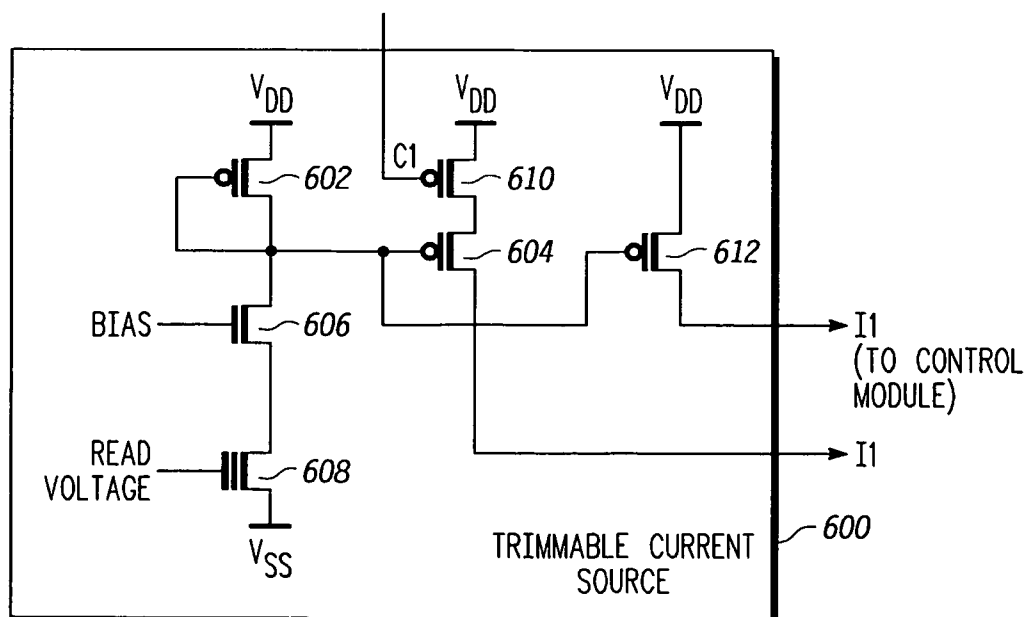 VDD
VDD
VDD
C1
602
610
604
612
BIAS
606
I1
(TO CONTROL
MODULE)
READ
VOLTAGE
608
I1
VSS
TRIMMABLE CURRENT
SOURCE
600